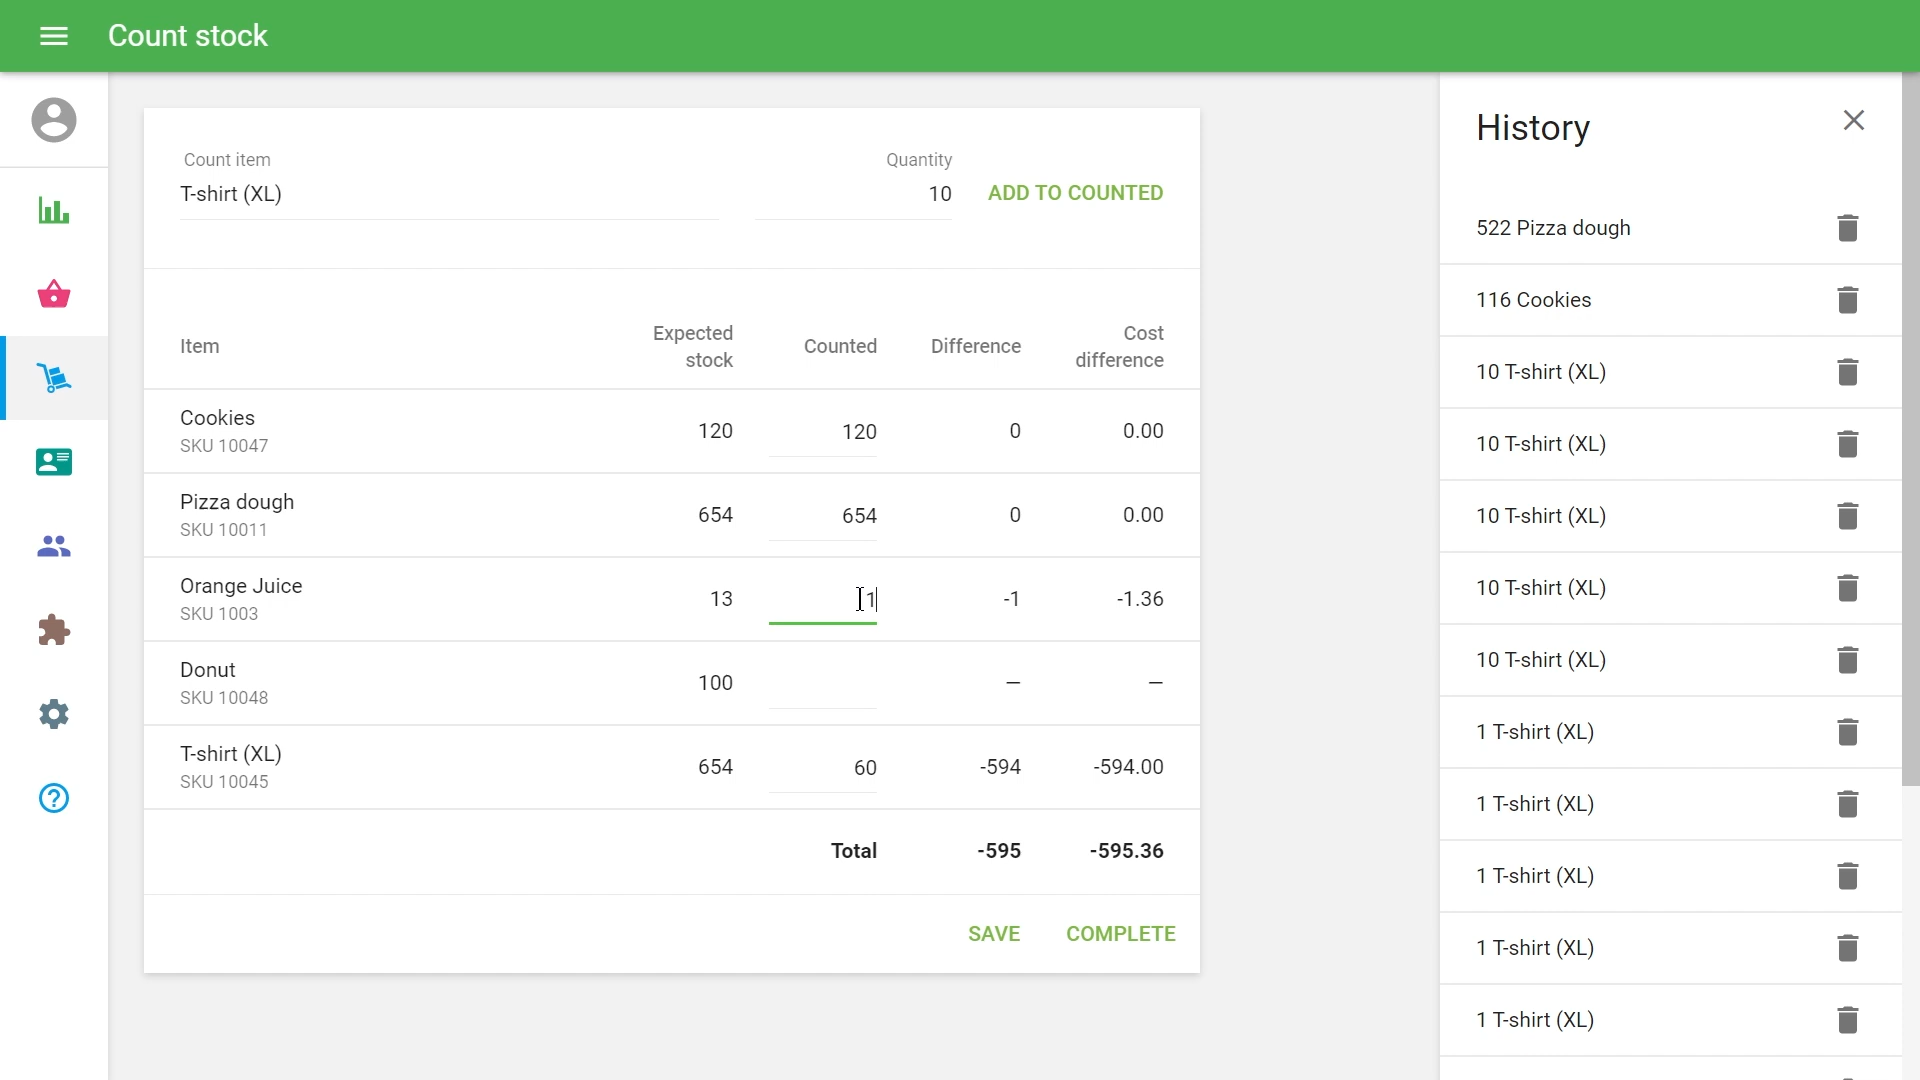 Count stock
Count item
T-shirt (XL)
Quantity
10
ADD TO COUNTED
Item
Expected
stock
Counted
Difference
Cost
difference
Cookies
SKU 10047
120
120
0
0.00
Pizza dough
SKU 10011
654
654
0
0.00
Orange Juice
SKU 1003
13
1
-1
-1.36
Donut
SKU 10048
100
—
—
T-shirt (XL)
SKU 10045
654
60
-594
-594.00
Total
-595
-595.36
SAVE
COMPLETE
History
522 Pizza dough
116 Cookies
10 T-shirt (XL)
10 T-shirt (XL)
10 T-shirt (XL)
10 T-shirt (XL)
10 T-shirt (XL)
1 T-shirt (XL)
1 T-shirt (XL)
1 T-shirt (XL)
1 T-shirt (XL)
1 T-shirt (XL)